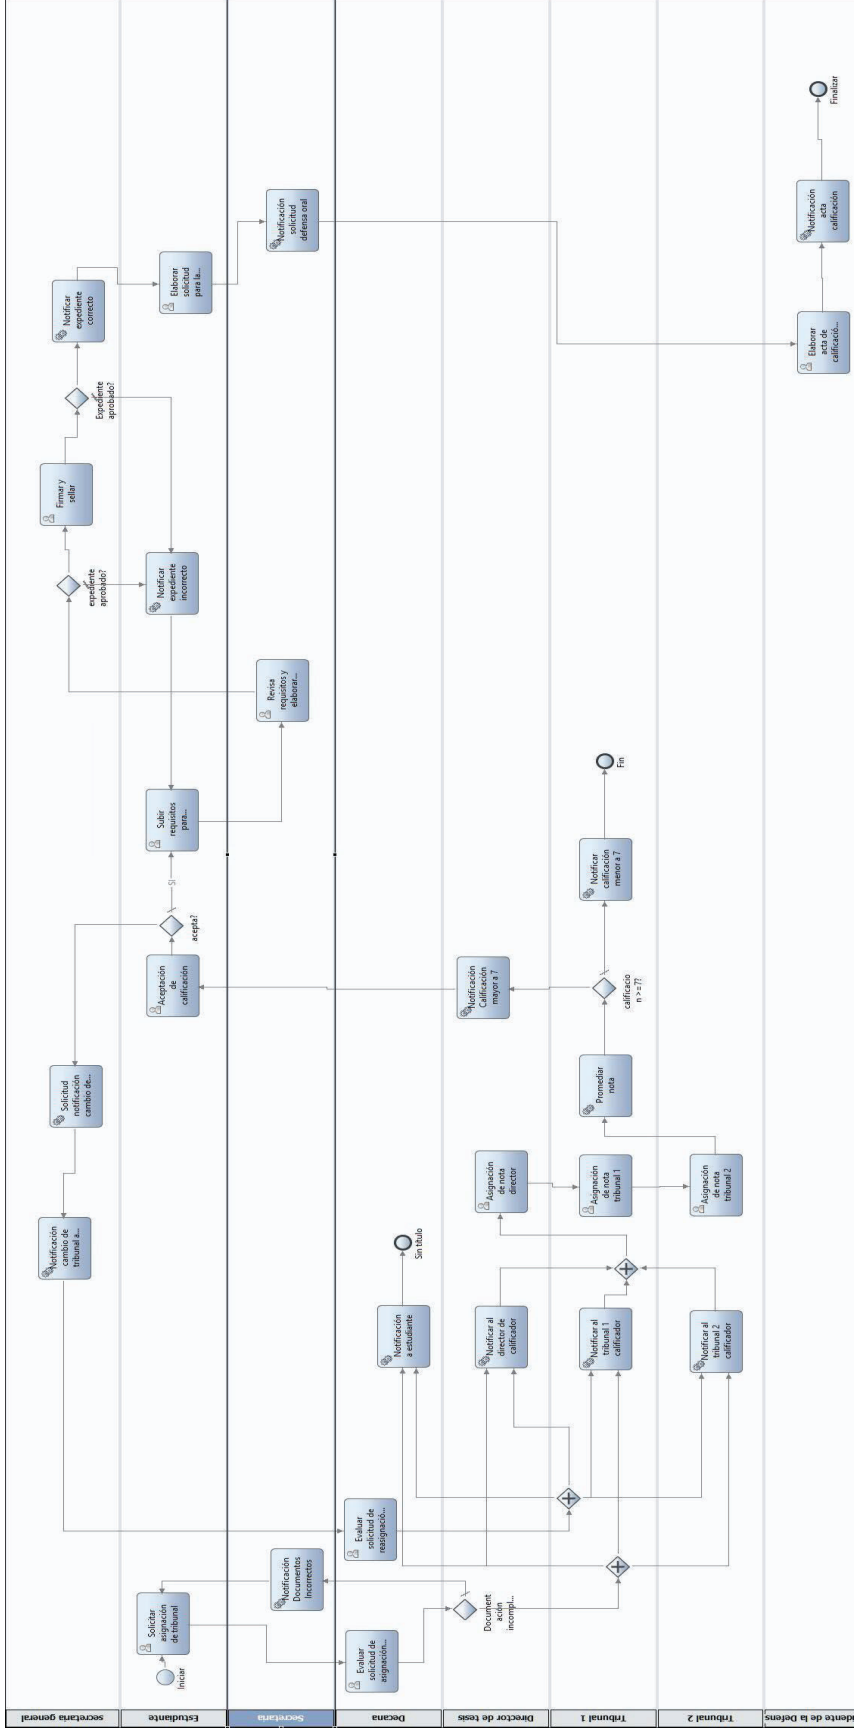 secretaria general
Estudiante
Secretaria
Decana
Director de tesis
Tribunal 1
Tribunal 2
idente de la Defens
Iniciar
Solicitar
asignación
de tribunal
Evaluar
solicitud de
asignación...
Notificación
Documentos
Incorrectos
Document
ación
incompl...
Evaluar
solicitud de
reasignació...
Notificación
a estudiante
Sin título
Notificar al
director de
calificador
Notificar al
tribunal 1
calificador
Notificar al
tribunal 2
calificador
Asignación
de nota
director
Asignación
de nota
tribunal 1
Asignación
de nota
tribunal 2
Promediar
nota
calificacio
n >= 7?
Notificar
calificación
menor a 7
Fin
Notificación
Calificación
mayor a 7
Aceptación
de
calificación
acepta?
SI
Solicitud
notificación
cambio de...
Notificación
cambio de
tribunal a...
Subir
requisitos
para...
Revisa
requisitos y
elaborar...
expediente
aprobado?
Notificar
expediente
incorrecto
Firmar y
sellar
Expediente
aprobado?
Notificar
expediente
correcto
Elaborar
solicitud
para la...
Notificación
solicitud
defensa oral
Elaborar
acta de
calificació...
Notificación
acta
calificación
Finalizar